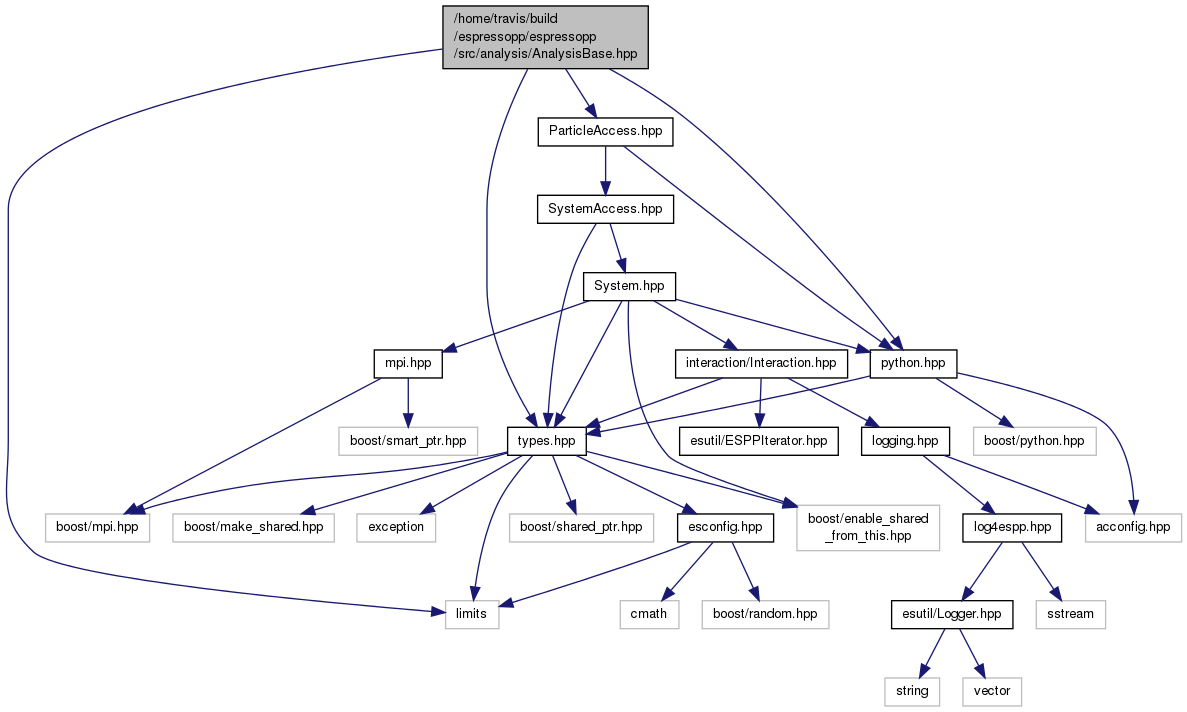 /home/travis/build
/espressopp/espressopp
/src/analysis/AnalysisBase.hpp
ParticleAccess.hpp
SystemAccess.hpp
System.hpp
mpi.hpp
interaction/Interaction.hpp
python.hpp
boost/smart_ptr.hpp
types.hpp
esutil/ESPPIterator.hpp
logging.hpp
boost/python.hpp
boost/mpi.hpp
boost/make_shared.hpp
exception
boost/shared_ptr.hpp
esconfig.hpp
boost/enable_shared
_from_this.hpp
log4espp.hpp
acconfig.hpp
limits
cmath
boost/random.hpp
esutil/Logger.hpp
sstream
string
vector